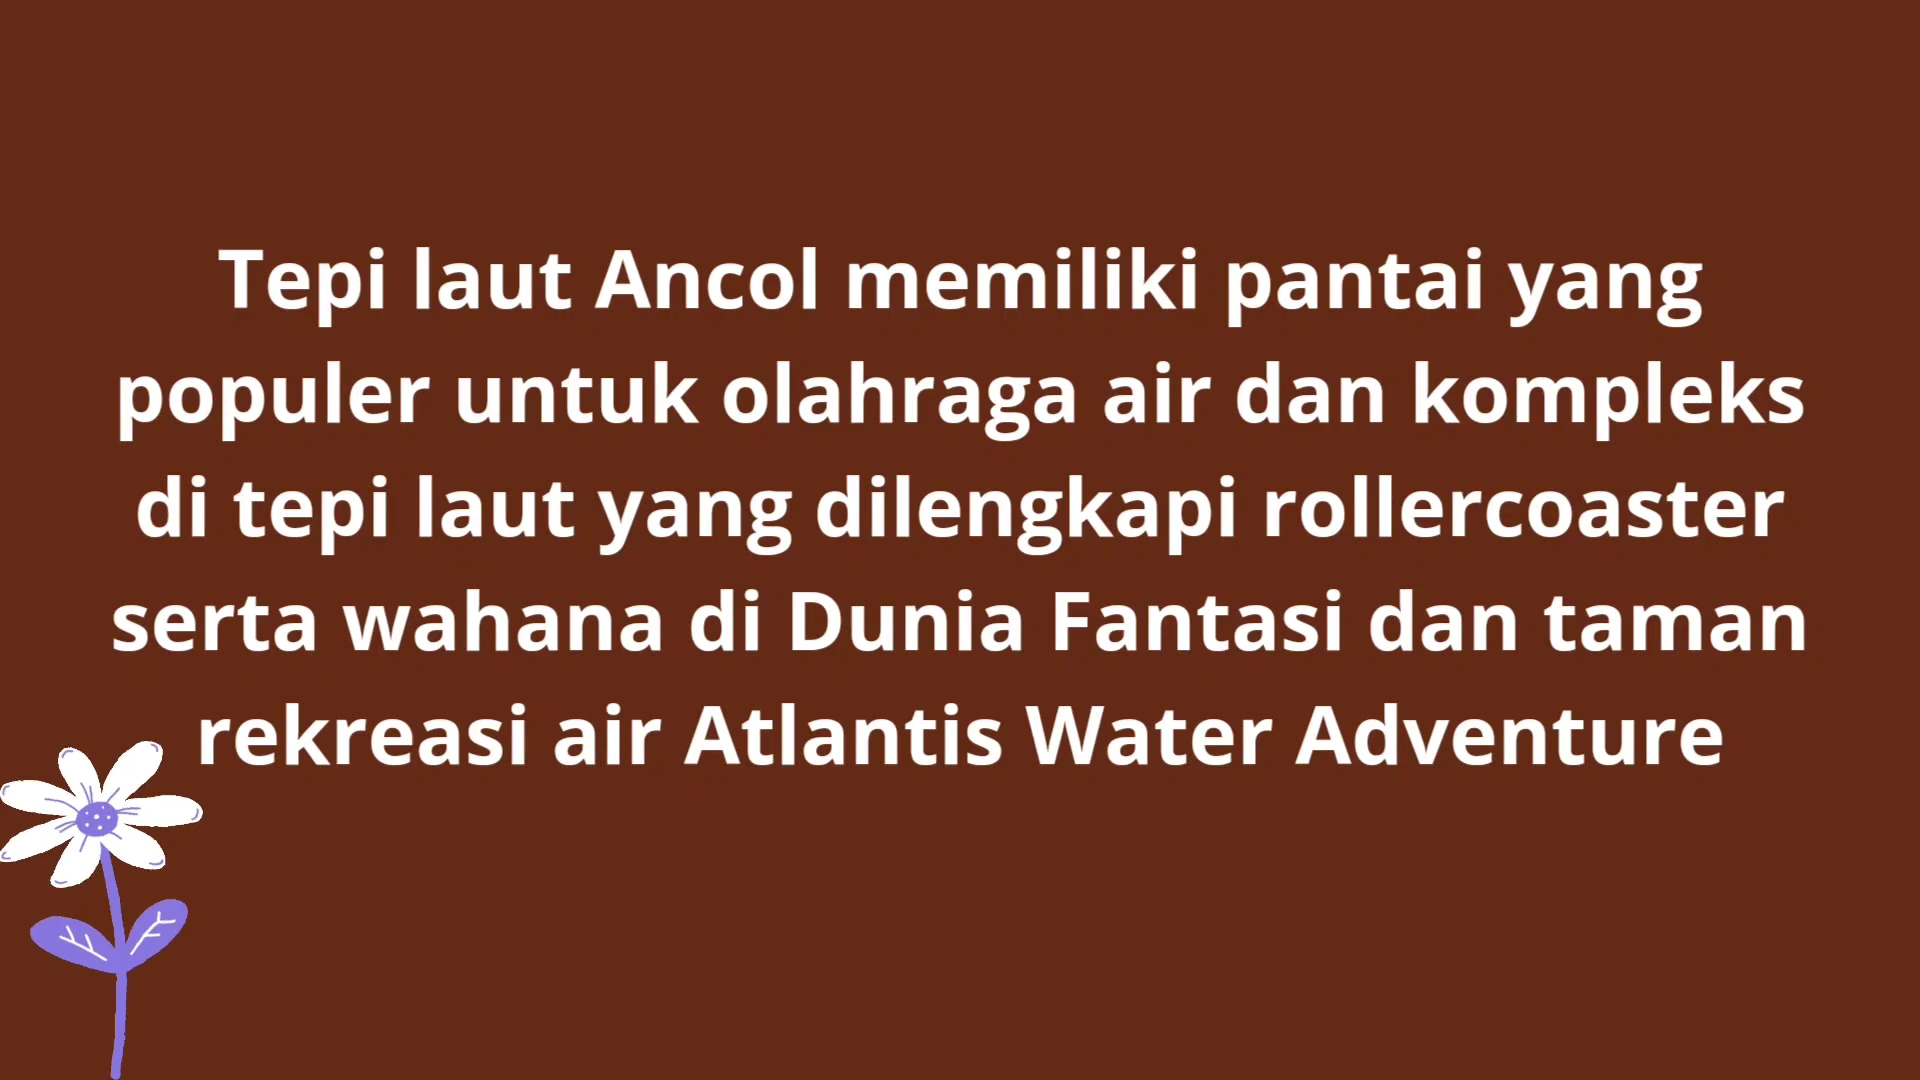 Tepi laut Ancol memiliki pantai yang
populer untuk olahraga air dan kompleks
di tepi laut yang dilengkapi rollercoaster
serta wahana di Dunia Fantasi dan taman
rekreasi air Atlantis Water Adventure